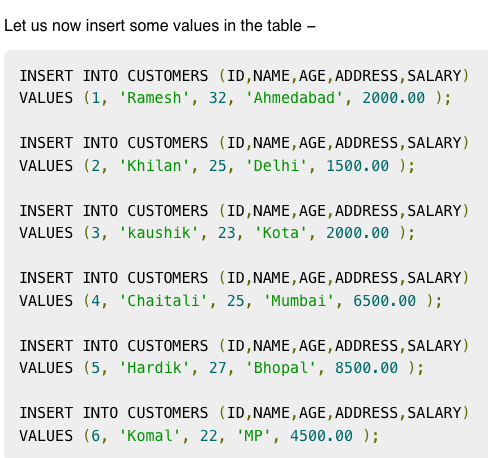 Let us now insert some values in the table −
INSERT INTO CUSTOMERS (ID,NAME,AGE,ADDRESS,SALARY)
VALUES (1, 'Ramesh', 32, 'Ahmedabad', 2000.00 );
INSERT INTO CUSTOMERS (ID,NAME,AGE,ADDRESS,SALARY)
VALUES (2, 'Khilan', 25, 'Delhi', 1500.00 );
INSERT INTO CUSTOMERS (ID,NAME,AGE,ADDRESS,SALARY)
VALUES (3, 'kaushik', 23, 'Kota', 2000.00 );
INSERT INTO CUSTOMERS (ID,NAME,AGE,ADDRESS,SALARY)
VALUES (4, 'Chaitali', 25, 'Mumbai', 6500.00 );
INSERT INTO CUSTOMERS (ID,NAME,AGE,ADDRESS,SALARY)
VALUES (5, 'Hardik', 27, 'Bhopal', 8500.00 );
INSERT INTO CUSTOMERS (ID,NAME,AGE,ADDRESS,SALARY)
VALUES (6, 'Komal', 22, 'MP', 4500.00 );